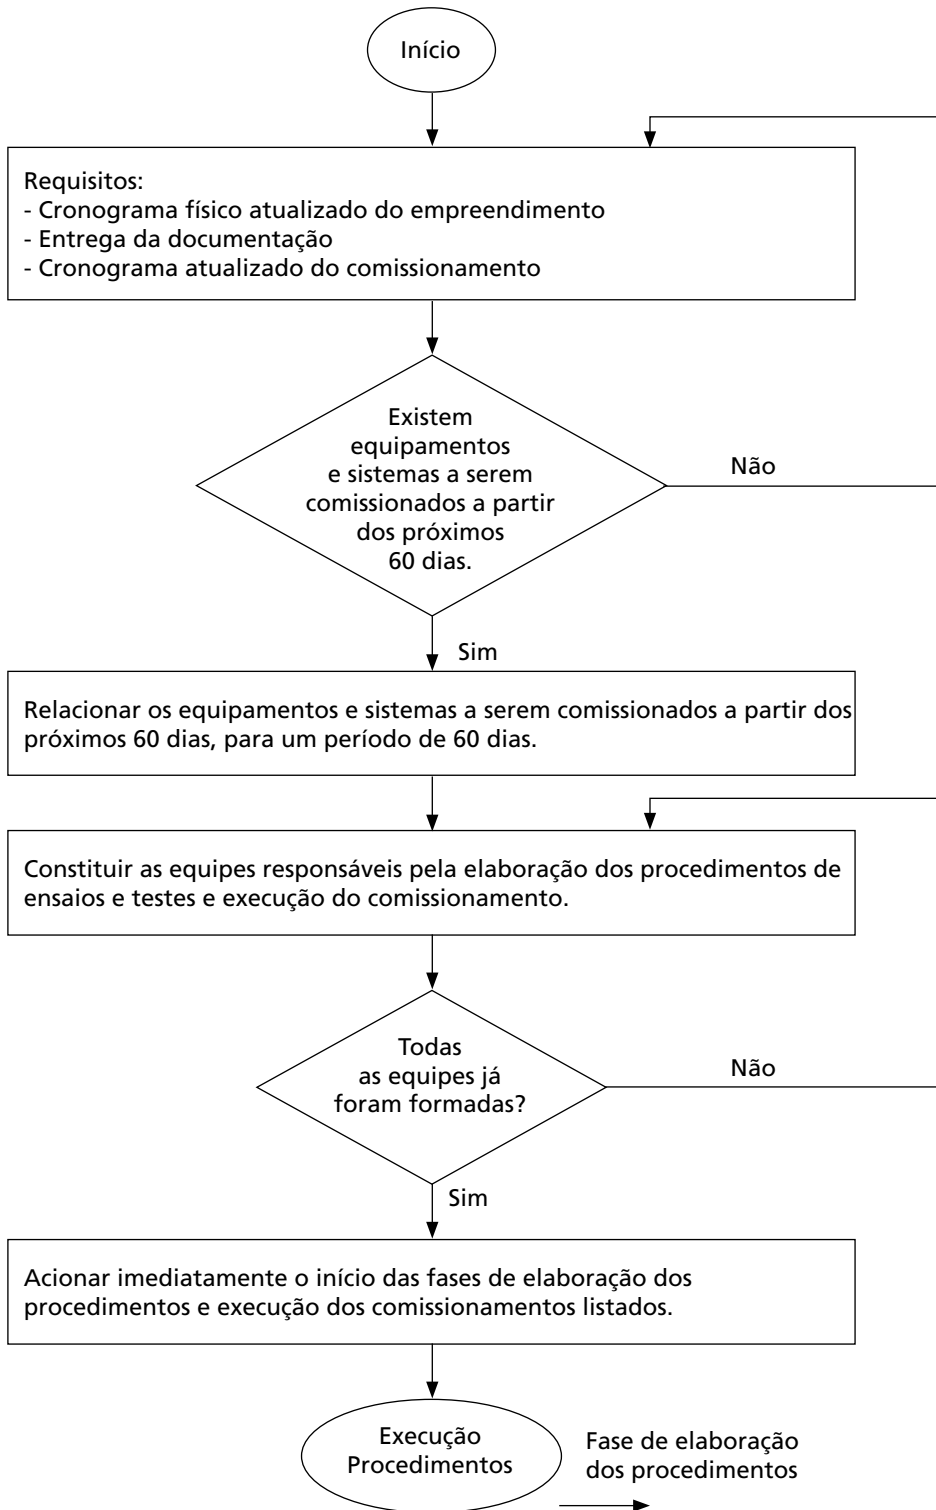 Início
Requisitos:
- Cronograma físico atualizado do empreendimento
- Entrega da documentação
- Cronograma atualizado do comissionamento
Existem
equipamentos
e sistemas a serem
comissionados a partir
dos próximos
60 dias.
Não
Sim
Relacionar os equipamentos e sistemas a serem comissionados a partir dos
próximos 60 dias, para um período de 60 dias.
Constituir as equipes responsáveis pela elaboração dos procedimentos de
ensaios e testes e execução do comissionamento.
Todas
as equipes já
foram formadas?
Não
Sim
Acionar imediatamente o início das fases de elaboração dos
procedimentos e execução dos comissionamentos listados.
Execução
Procedimentos
Fase de elaboração
dos procedimentos